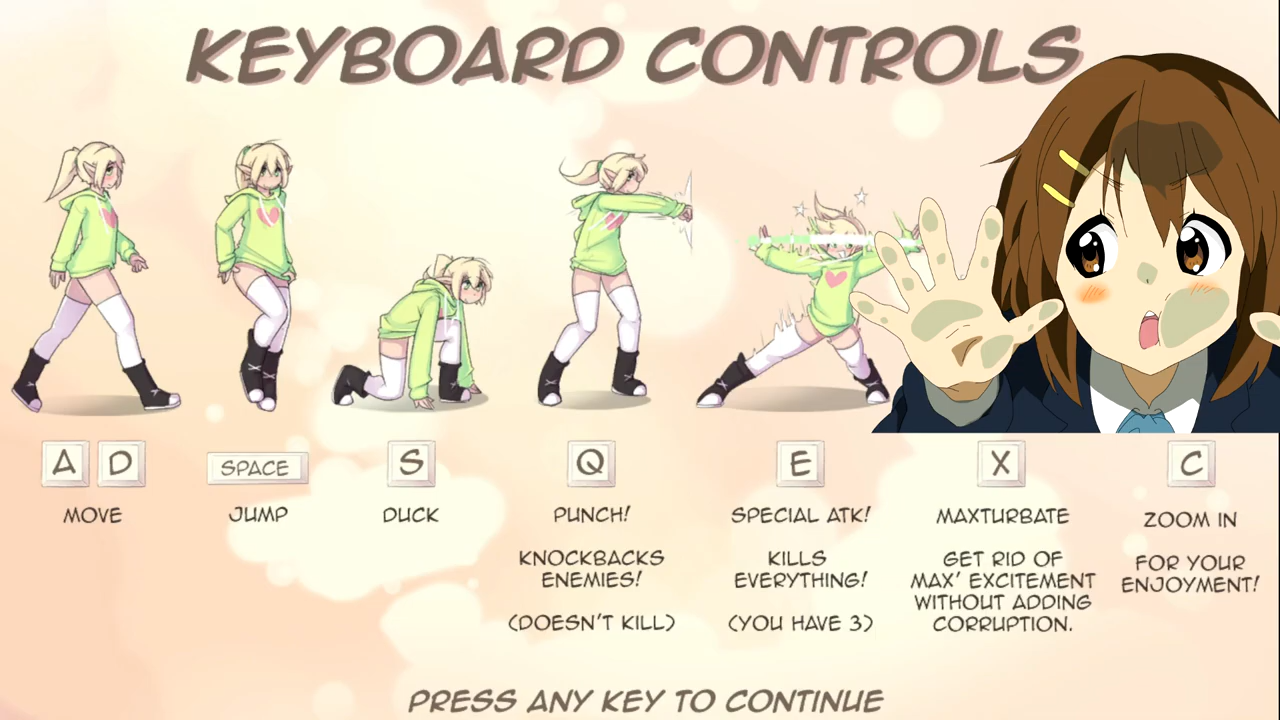 KEYBOARD CONTROLS
A D
SPACE
S
Q
E
X
C
MOVE
JUMP
DUCK
PUNCH!
KNOCKBACKS
ENEMIES!
(DOESN'T KILL)
SPECIAL ATK!
KILLS
EVERYTHING!
(YOU HAVE 3)
MAXTURBATE
GET RID OF
MAX' EXCITEMENT
WITHOUT ADDING
CORRUPTION.
ZOOM IN
FOR YOUR
ENJOYMENT!
PRESS ANY KEY TO CONTINUE